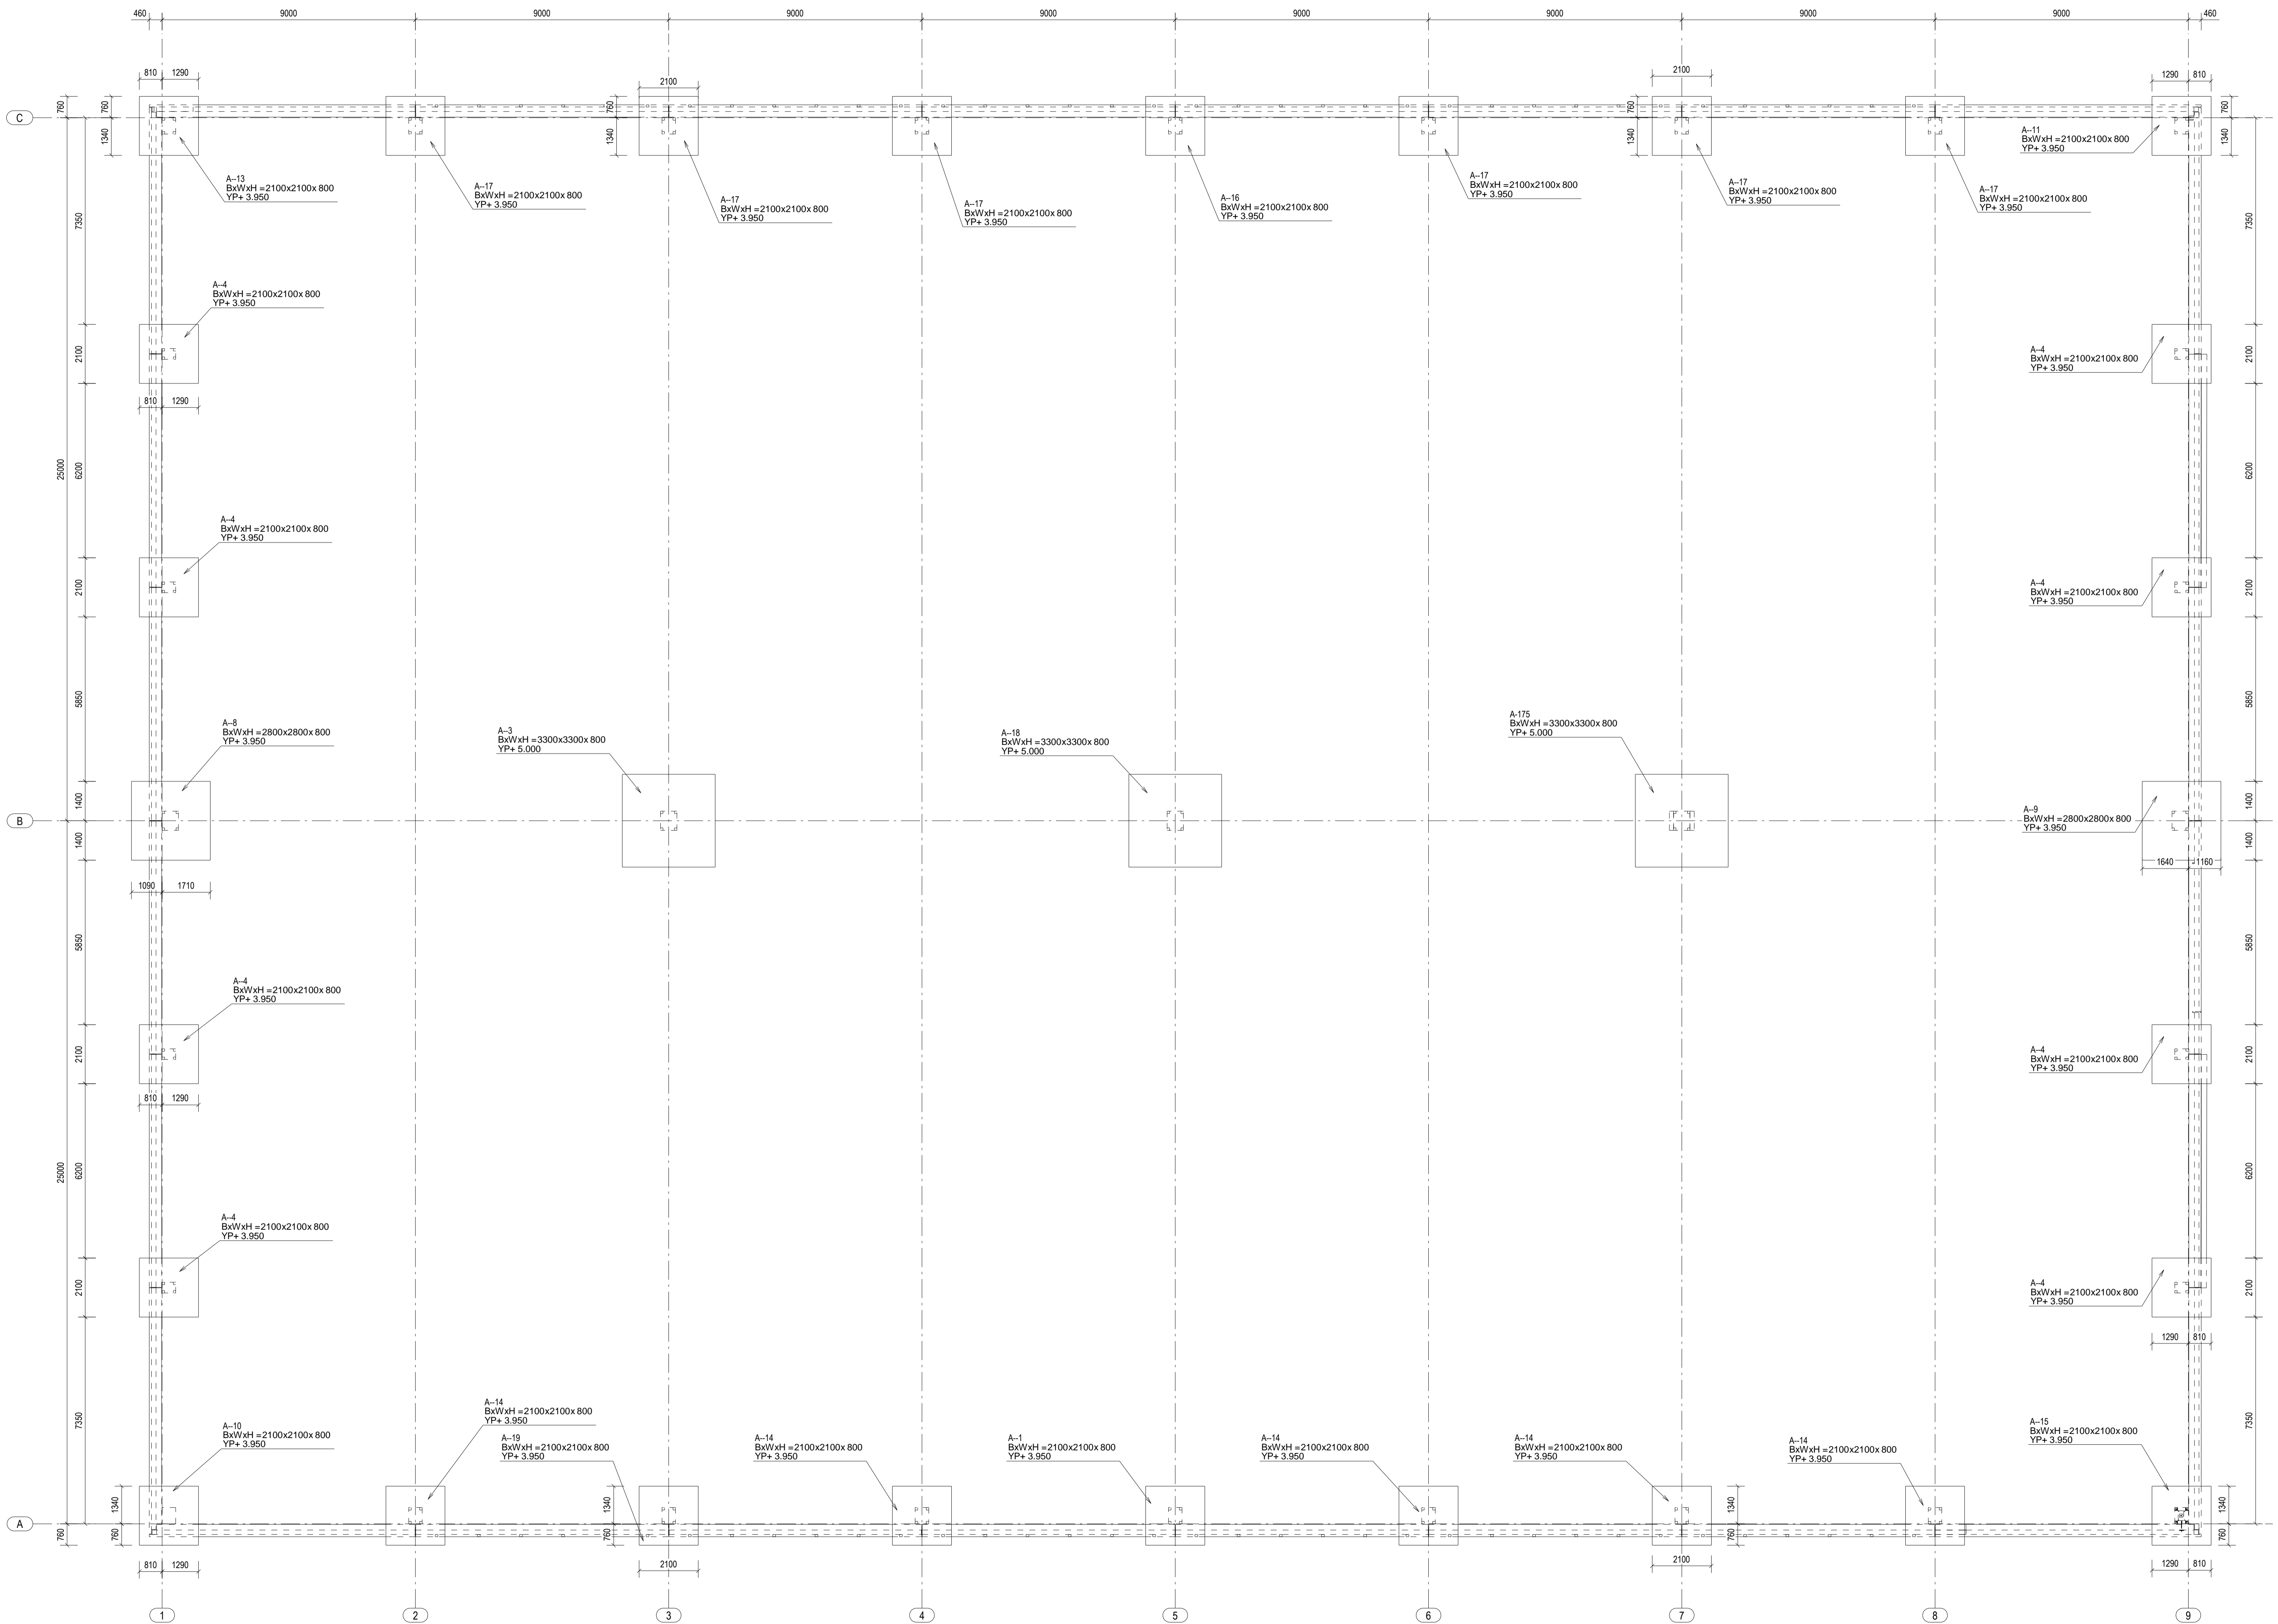 460 9000 9000 9000 9000 9000 9000 9000 9000 460
810 1290
2100
2100
1290 810
C
760 760 1340
760 1340
760 1340
760 1340
A--13
BxWxH =2100x2100x 800
YP+ 3.950
A--17
BxWxH =2100x2100x 800
YP+ 3.950
A--17
BxWxH =2100x2100x 800
YP+ 3.950
A--17
BxWxH =2100x2100x 800
YP+ 3.950
A--16
BxWxH =2100x2100x 800
YP+ 3.950
A--17
BxWxH =2100x2100x 800
YP+ 3.950
A--17
BxWxH =2100x2100x 800
YP+ 3.950
A--17
BxWxH =2100x2100x 800
YP+ 3.950
A--11
BxWxH =2100x2100x 800
YP+ 3.950
7350
7350
A--4
BxWxH =2100x2100x 800
YP+ 3.950
2100
A--4
BxWxH =2100x2100x 800
YP+ 3.950
2100
810 1290
25000
6200
6200
A--4
BxWxH =2100x2100x 800
YP+ 3.950
2100
A--4
BxWxH =2100x2100x 800
YP+ 3.950
2100
5850
5850
A--8
BxWxH =2800x2800x 800
YP+ 3.950
A--3
BxWxH =3300x3300x 800
YP+ 5.000
A--18
BxWxH =3300x3300x 800
YP+ 5.000
A-175
BxWxH =3300x3300x 800
YP+ 5.000
A--9
BxWxH =2800x2800x 800
YP+ 3.950
1400
1400
B
1400
1400
1640 1160
1090 1710
5850
5850
A--4
BxWxH =2100x2100x 800
YP+ 3.950
2100
A--4
BxWxH =2100x2100x 800
YP+ 3.950
2100
810 1290
25000
6200
6200
A--4
BxWxH =2100x2100x 800
YP+ 3.950
2100
A--4
BxWxH =2100x2100x 800
YP+ 3.950
2100
1290 810
7350
7350
A--10
BxWxH =2100x2100x 800
YP+ 3.950
A--14
BxWxH =2100x2100x 800
YP+ 3.950
A--19
BxWxH =2100x2100x 800
YP+ 3.950
A--14
BxWxH =2100x2100x 800
YP+ 3.950
A--1
BxWxH =2100x2100x 800
YP+ 3.950
A--14
BxWxH =2100x2100x 800
YP+ 3.950
A--14
BxWxH =2100x2100x 800
YP+ 3.950
A--14
BxWxH =2100x2100x 800
YP+ 3.950
A--15
BxWxH =2100x2100x 800
YP+ 3.950
1340
1340
1340
1340
A
760 760
760
760
760
810 1290
2100
2100
1290 810
1 2 3 4 5 6 7 8 9